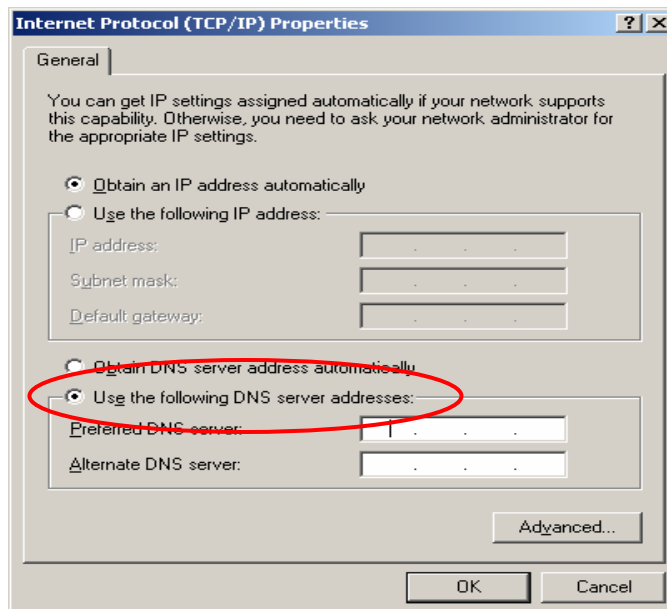 Internet Protocol (TCP/IP) Properties
General
You can get IP settings assigned automatically if your network supports
this capability. Otherwise, you need to ask your network administrator for
the appropriate IP settings.
Obtain an IP address automatically
Use the following IP address:
IP address:
Subnet mask:
Default gateway:
Obtain DNS server address automatically
Use the following DNS server addresses:
Preferred DNS server:
Alternate DNS server:
Advanced...
OK Cancel